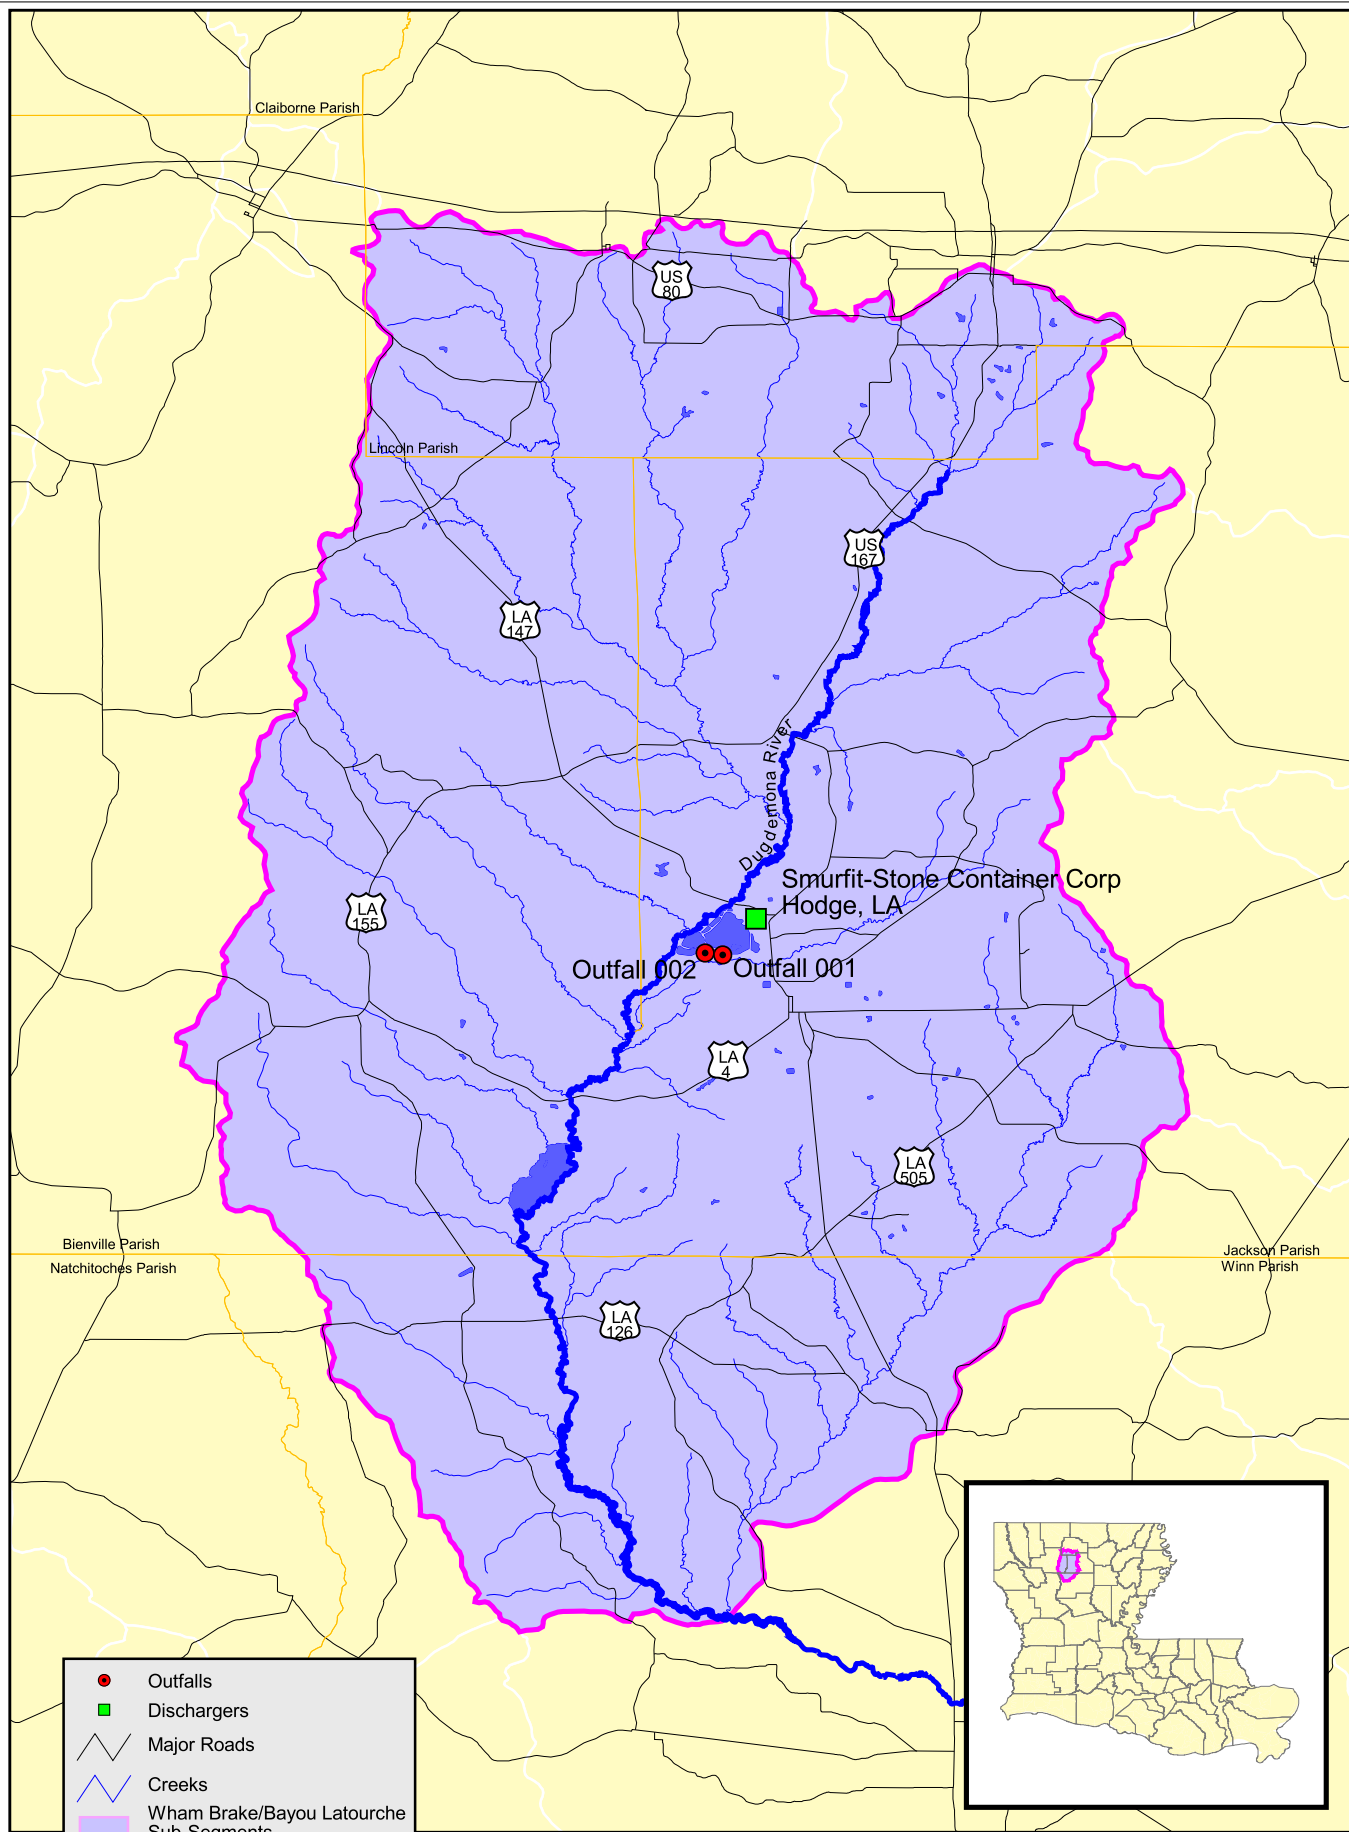 Claiborne Parish
US
80
Lincoln Parish
US
167
LA
147
Dugdemona River
Smurfit-Stone Container Corp
Hodge, LA
LA
155
Outfall 002
Outfall 001
LA
4
LA
505
Bienville Parish
Natchitoches Parish
Jackson Parish
Winn Parish
LA
126
Outfalls
Dischargers
Major Roads
Creeks
Wham Brake/Bayou Latourche
Sub-Segments